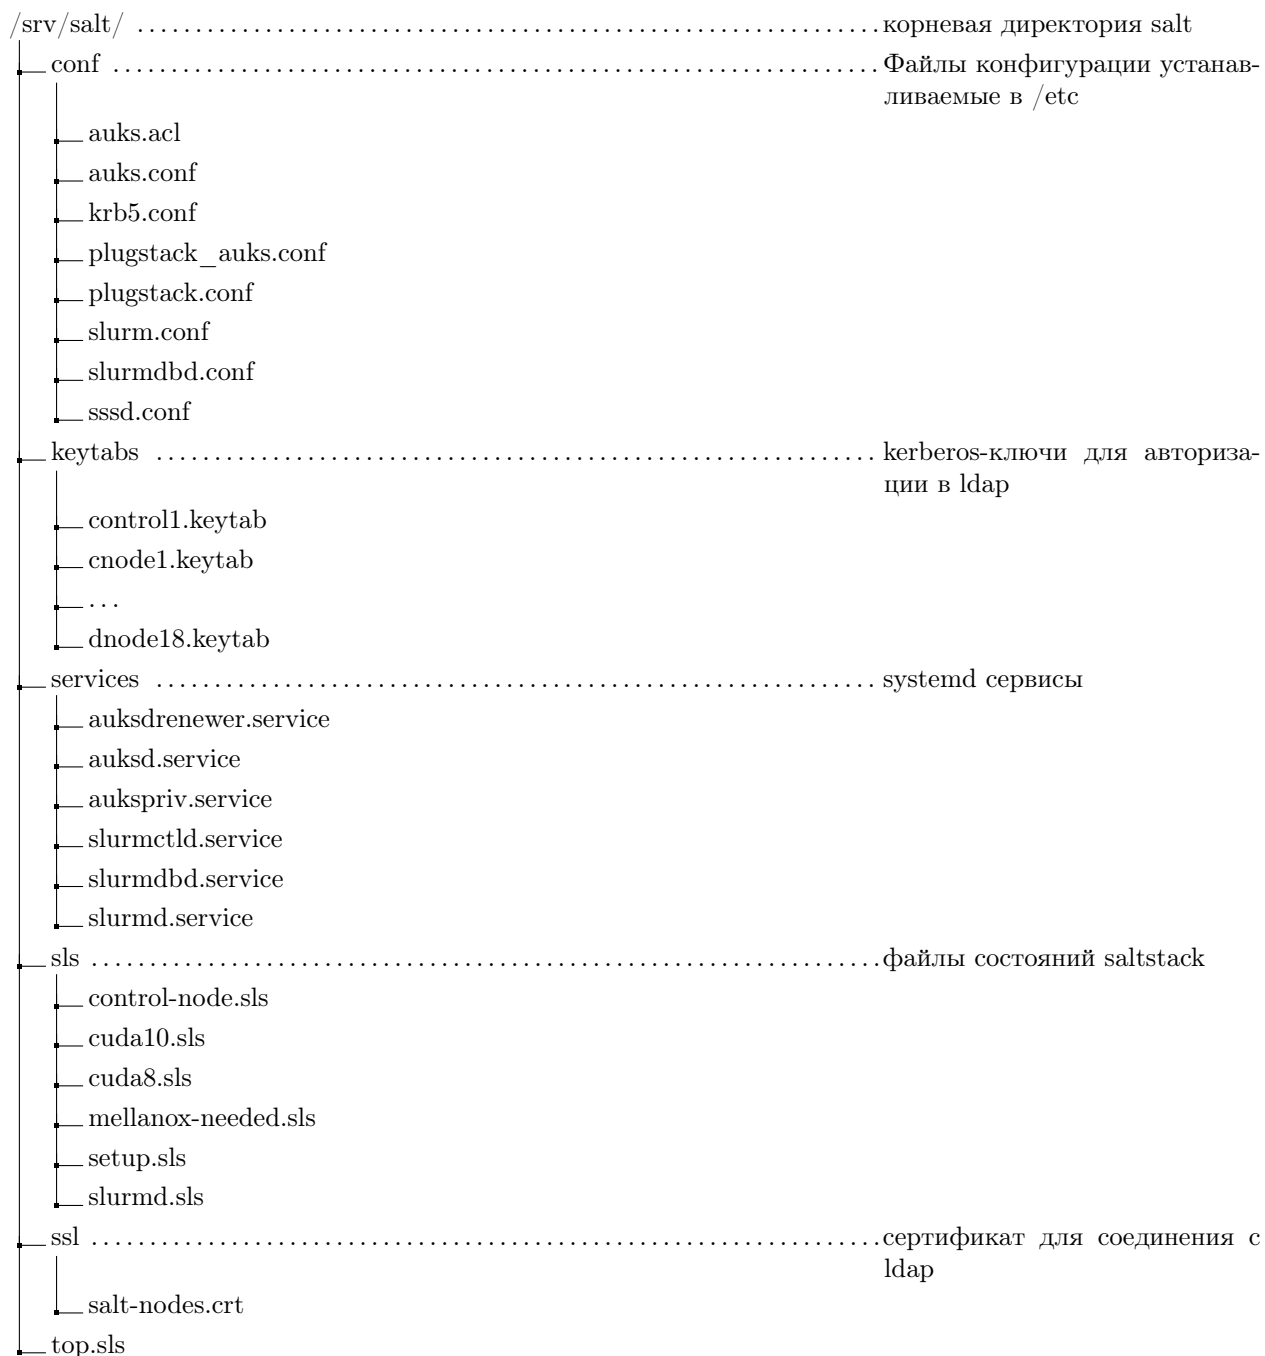 /srv/salt/ ................................................................ корневая директория salt
conf .................................................................. Файлы конфигурации устанав-
ливаемые в /etc
auks.acl
auks.conf
krb5.conf
plugstack_auks.conf
plugstack.conf
slurm.conf
slurmdbd.conf
sssd.conf
keytabs .............................................................. kerberos-ключи для авториза-
ции в ldap
control1.keytab
cnode1.keytab
...
dnode18.keytab
services .............................................................. systemd сервисы
auksdrenewer.service
auksd.service
aukspriv.service
slurmctld.service
slurmdbd.service
slurmd.service
sls .................................................................... файлы состояний saltstack
control-node.sls
cuda10.sls
cuda8.sls
mellanox-needed.sls
setup.sls
slurmd.sls
ssl .................................................................... сертификат для соединения с
ldap
salt-nodes.crt
top.sls